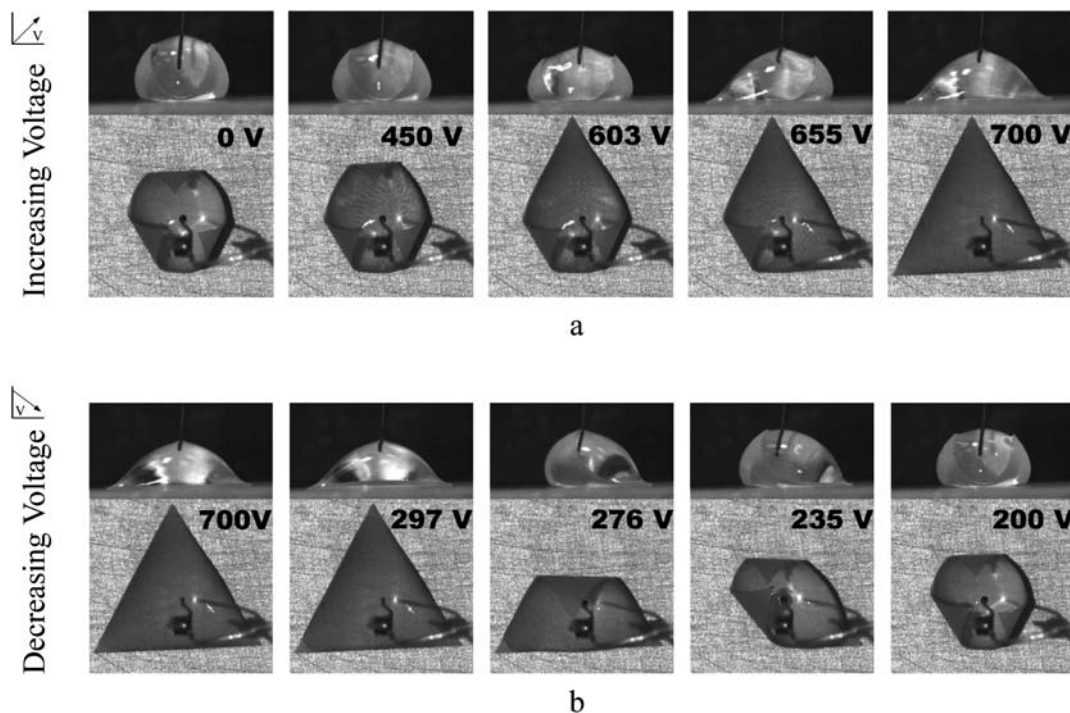 V
Increasing Voltage
0 V
450 V
603 V
655 V
700 V
a
V
Decreasing Voltage
700V
297 V
276 V
235 V
200 V
b